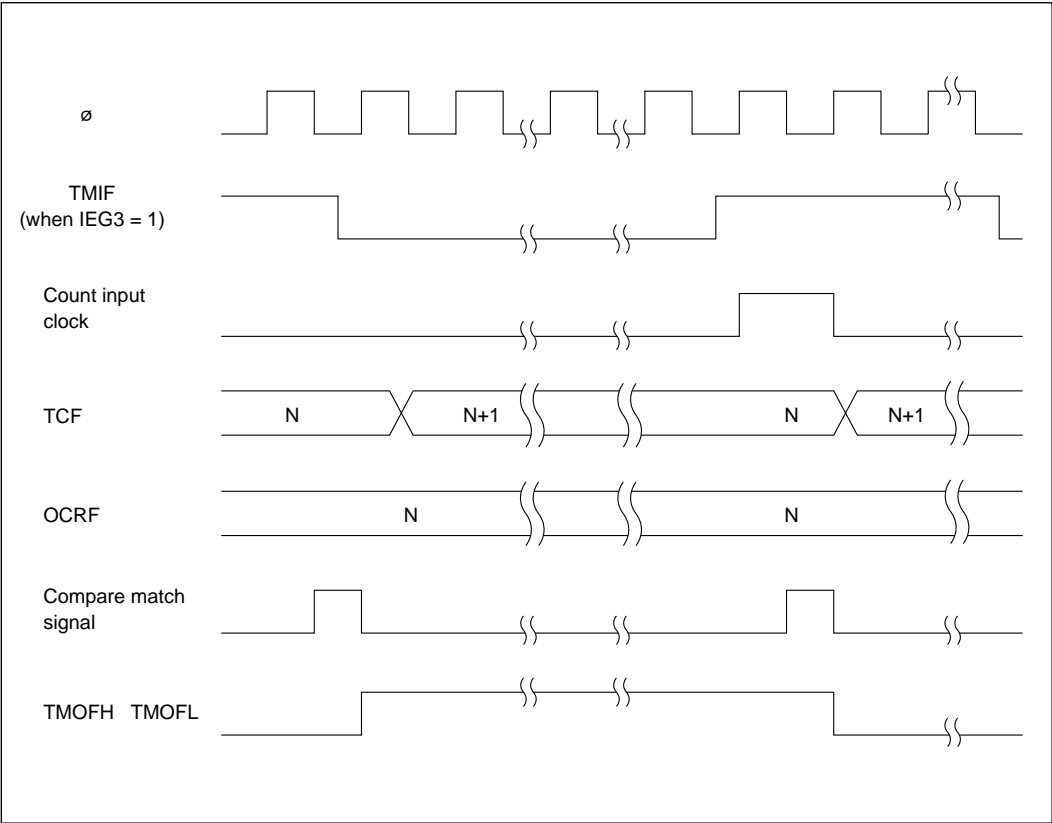 ø
TMIF
(when IEG3 = 1)
Count input
clock
TCF
N
N+1
N
N+1
OCRF
N
N
Compare match
signal
TMOFH TMOFL